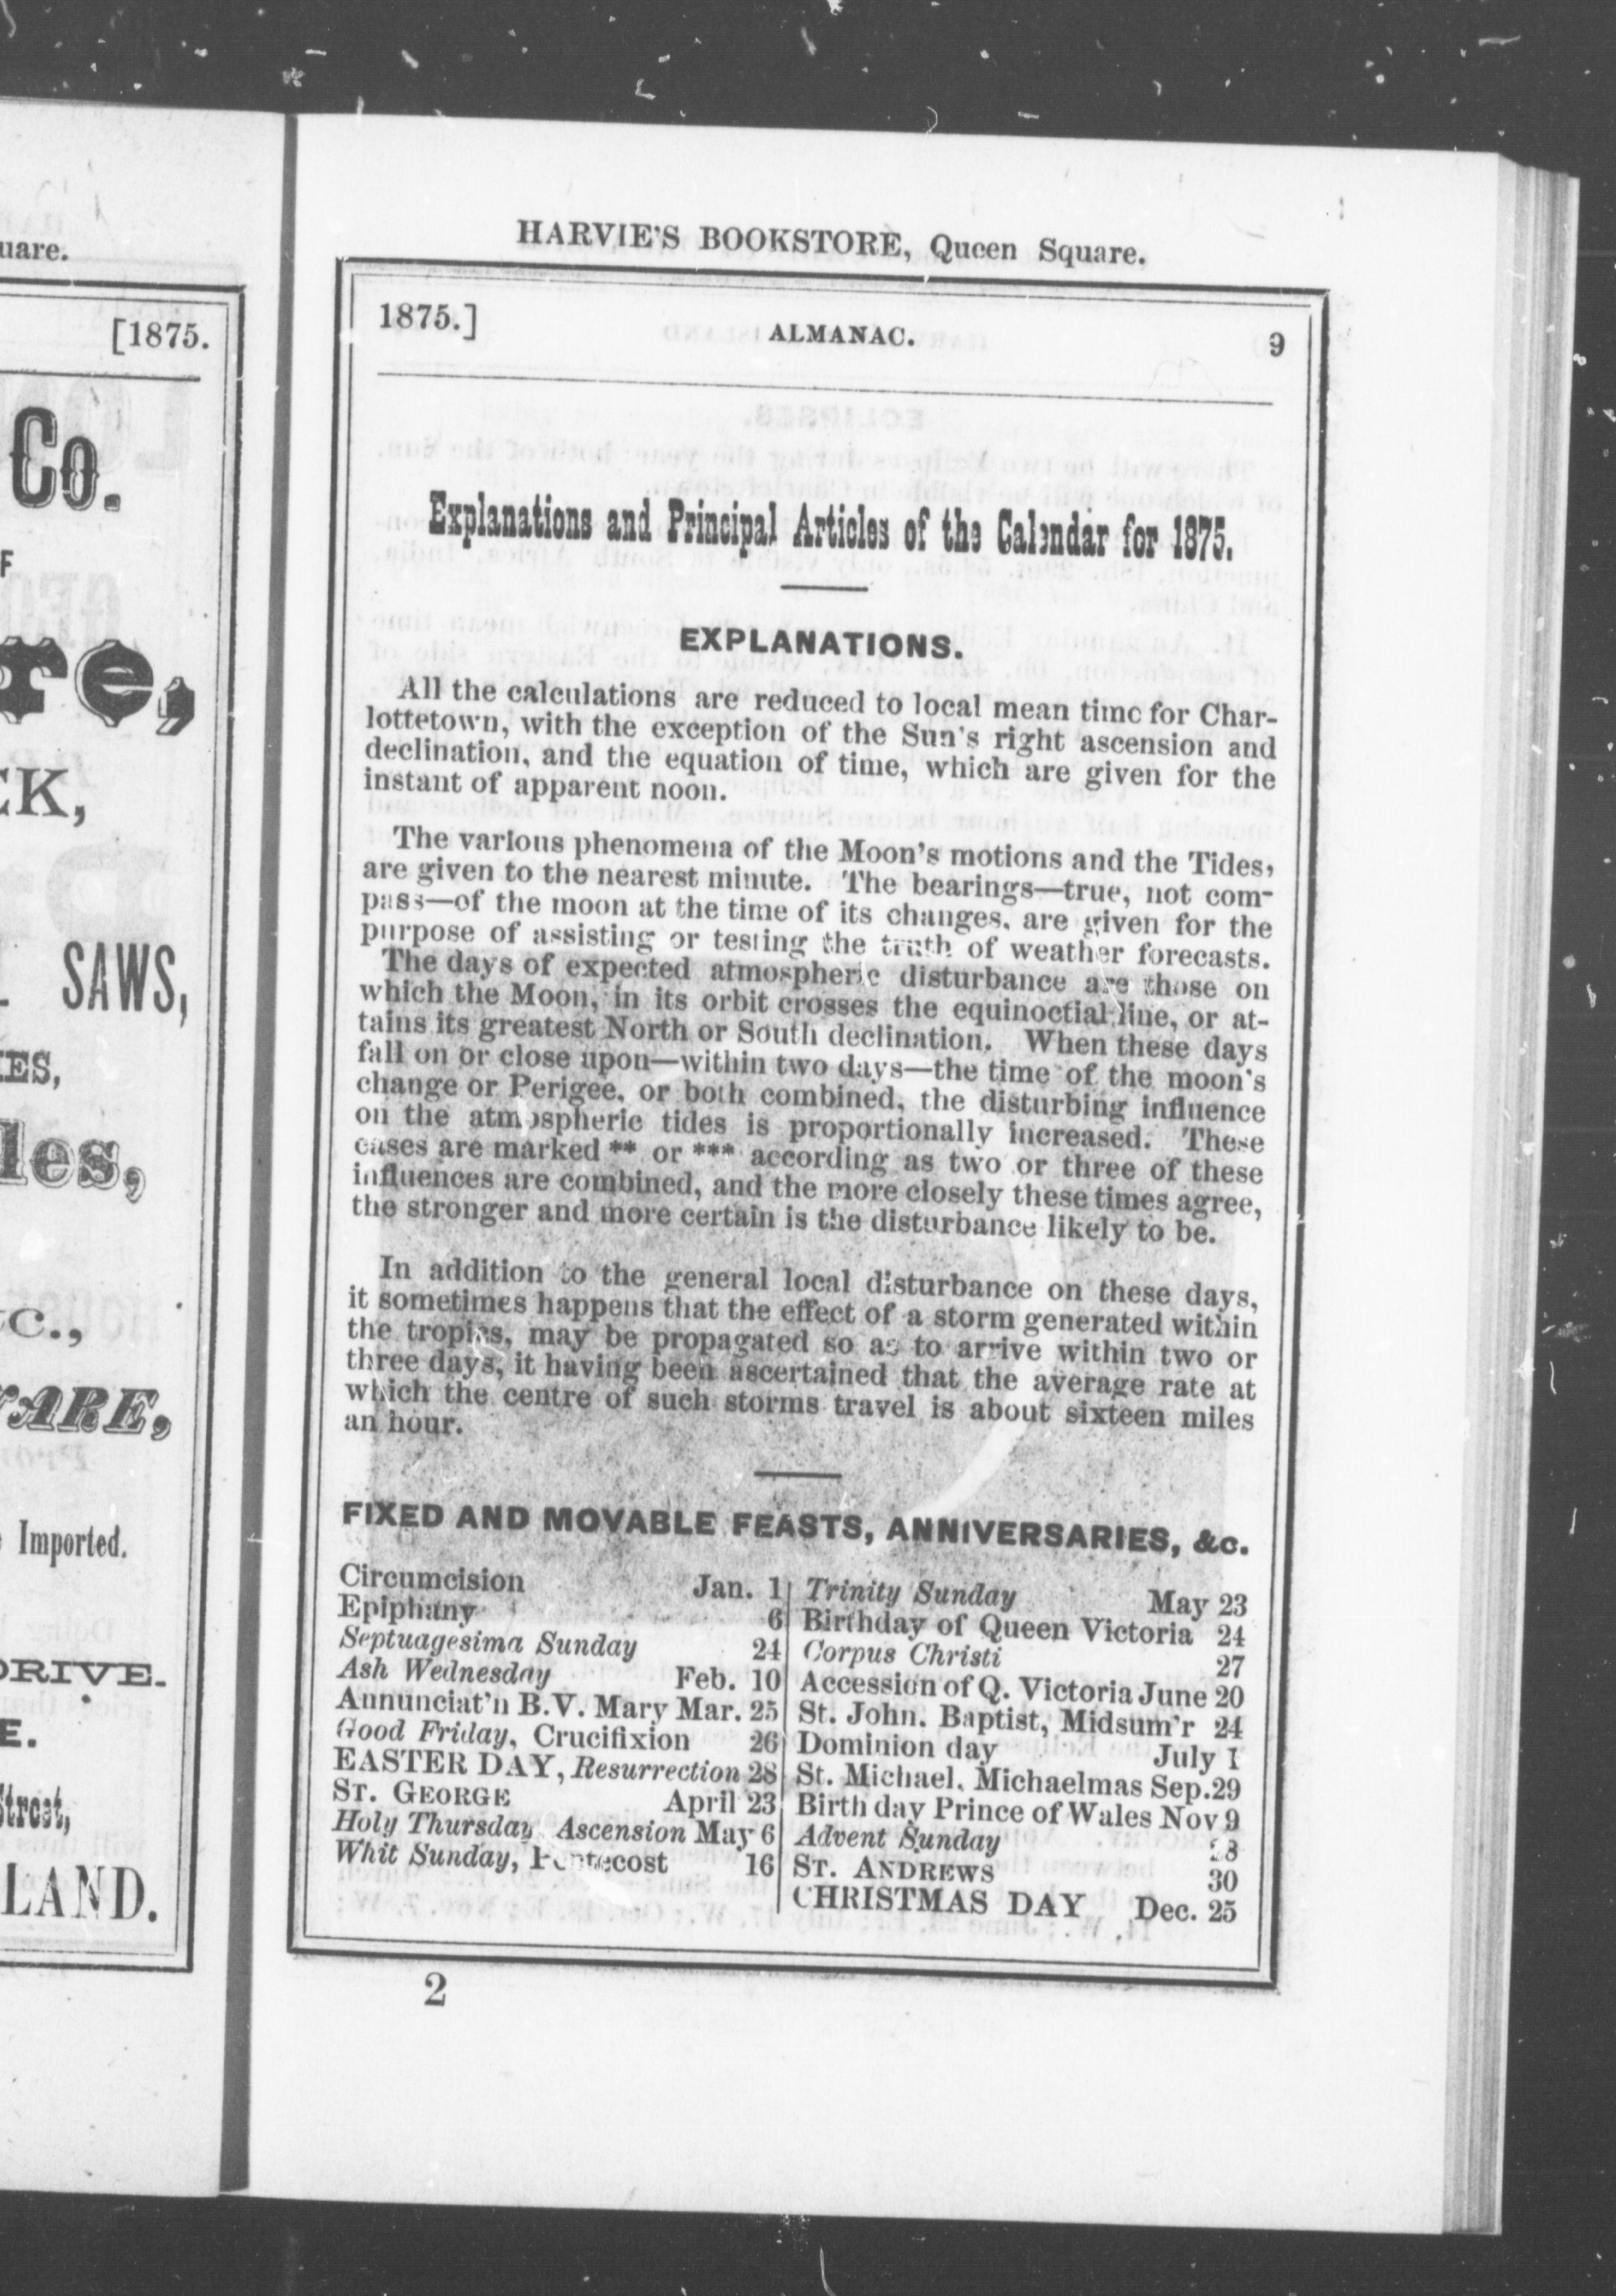 uare.
[1875.
Co.
F
re,
CK,
SAWS,
ES,
les,
c.,
ARE,
Imported.
DRIVE.
E.
Street,
LAND.
HARVIE'S BOOKSTORE, Queen Square.
1875.] ALMANAC. 9
Explanations and Principal Articles of the Calendar for 1875.
EXPLANATIONS.
All the calculations are reduced to local mean time for Char-
lottetown, with the exception of the Sun's right ascension and
declination, and the equation of time, which are given for the
instant of apparent noon.
The various phenomena of the Moon's motions and the Tides,
are given to the nearest minute. The bearings—true, not com-
pass—of the moon at the time of its changes, are given for the
purpose of assisting or testing the truth of weather forecasts.
The days of expected atmospheric disturbance are those on
which the Moon, in its orbit crosses the equinoctial line, or at-
tains its greatest North or South declination. When these days
fall on or close upon—within two days—the time of the moon's
change or Perigee, or both combined, the disturbing influence
on the atmospheric tides is proportionally increased. These
cases are marked ** or *** according as two or three of these
influences are combined, and the more closely these times agree,
the stronger and more certain is the disturbance likely to be.
In addition to the general local disturbance on these days,
it sometimes happens that the effect of a storm generated within
the tropics, may be propagated so as to arrive within two or
three days, it having been ascertained that the average rate at
which the centre of such storms travel is about sixteen miles
an hour.
FIXED AND MOVABLE FEASTS, ANNIVERSARIES, &c.
Circumcision Jan. 1
Epiphany 6
Septuagesima Sunday 24
Ash Wednesday Feb. 10
Annunciat'n B.V. Mary Mar. 25
Good Friday, Crucifixion 26
EASTER DAY, Resurrection 28
ST. GEORGE April 23
Holy Thursday Ascension May 6
Whit Sunday, Pentecost 16
Trinity Sunday May 23
Birthday of Queen Victoria 24
Corpus Christi 27
Accession of Q. Victoria June 20
St. John. Baptist, Midsum'r 24
Dominion day July 1
St. Michael, Michaelmas Sep. 29
Birth day Prince of Wales Nov 9
Advent Sunday 28
ST. ANDREWS 30
CHRISTMAS DAY Dec. 25
2